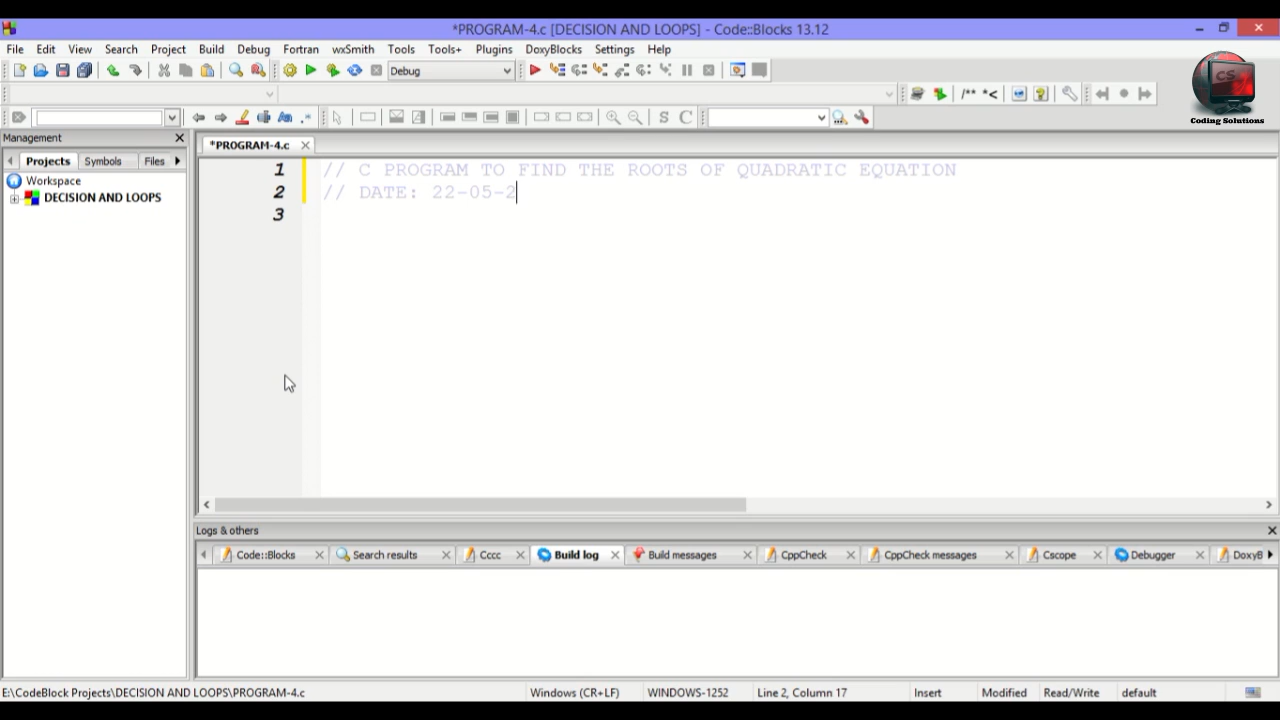 *PROGRAM-4.c [DECISION AND LOOPS] - Code::Blocks 13.12
File Edit View Search Project Build Debug Fortran wxSmith Tools Tools+ Plugins DoxyBlocks Settings Help
Debug
/** *<
CS
Coding Solutions
S C
Management
Projects Symbols Files
Workspace
DECISION AND LOOPS
*PROGRAM-4.c
1 // C PROGRAM TO FIND THE ROOTS OF QUADRATIC EQUATION
2 // DATE: 22-05-2
3
Logs & others
Code::Blocks Search results Cccc Build log Build messages CppCheck CppCheck messages Cscope Debugger DoxyB
E:\CodeBlock Projects\DECISION AND LOOPS\PROGRAM-4.c Windows (CR+LF) WINDOWS-1252 Line 2, Column 17 Insert Modified Read/Write default